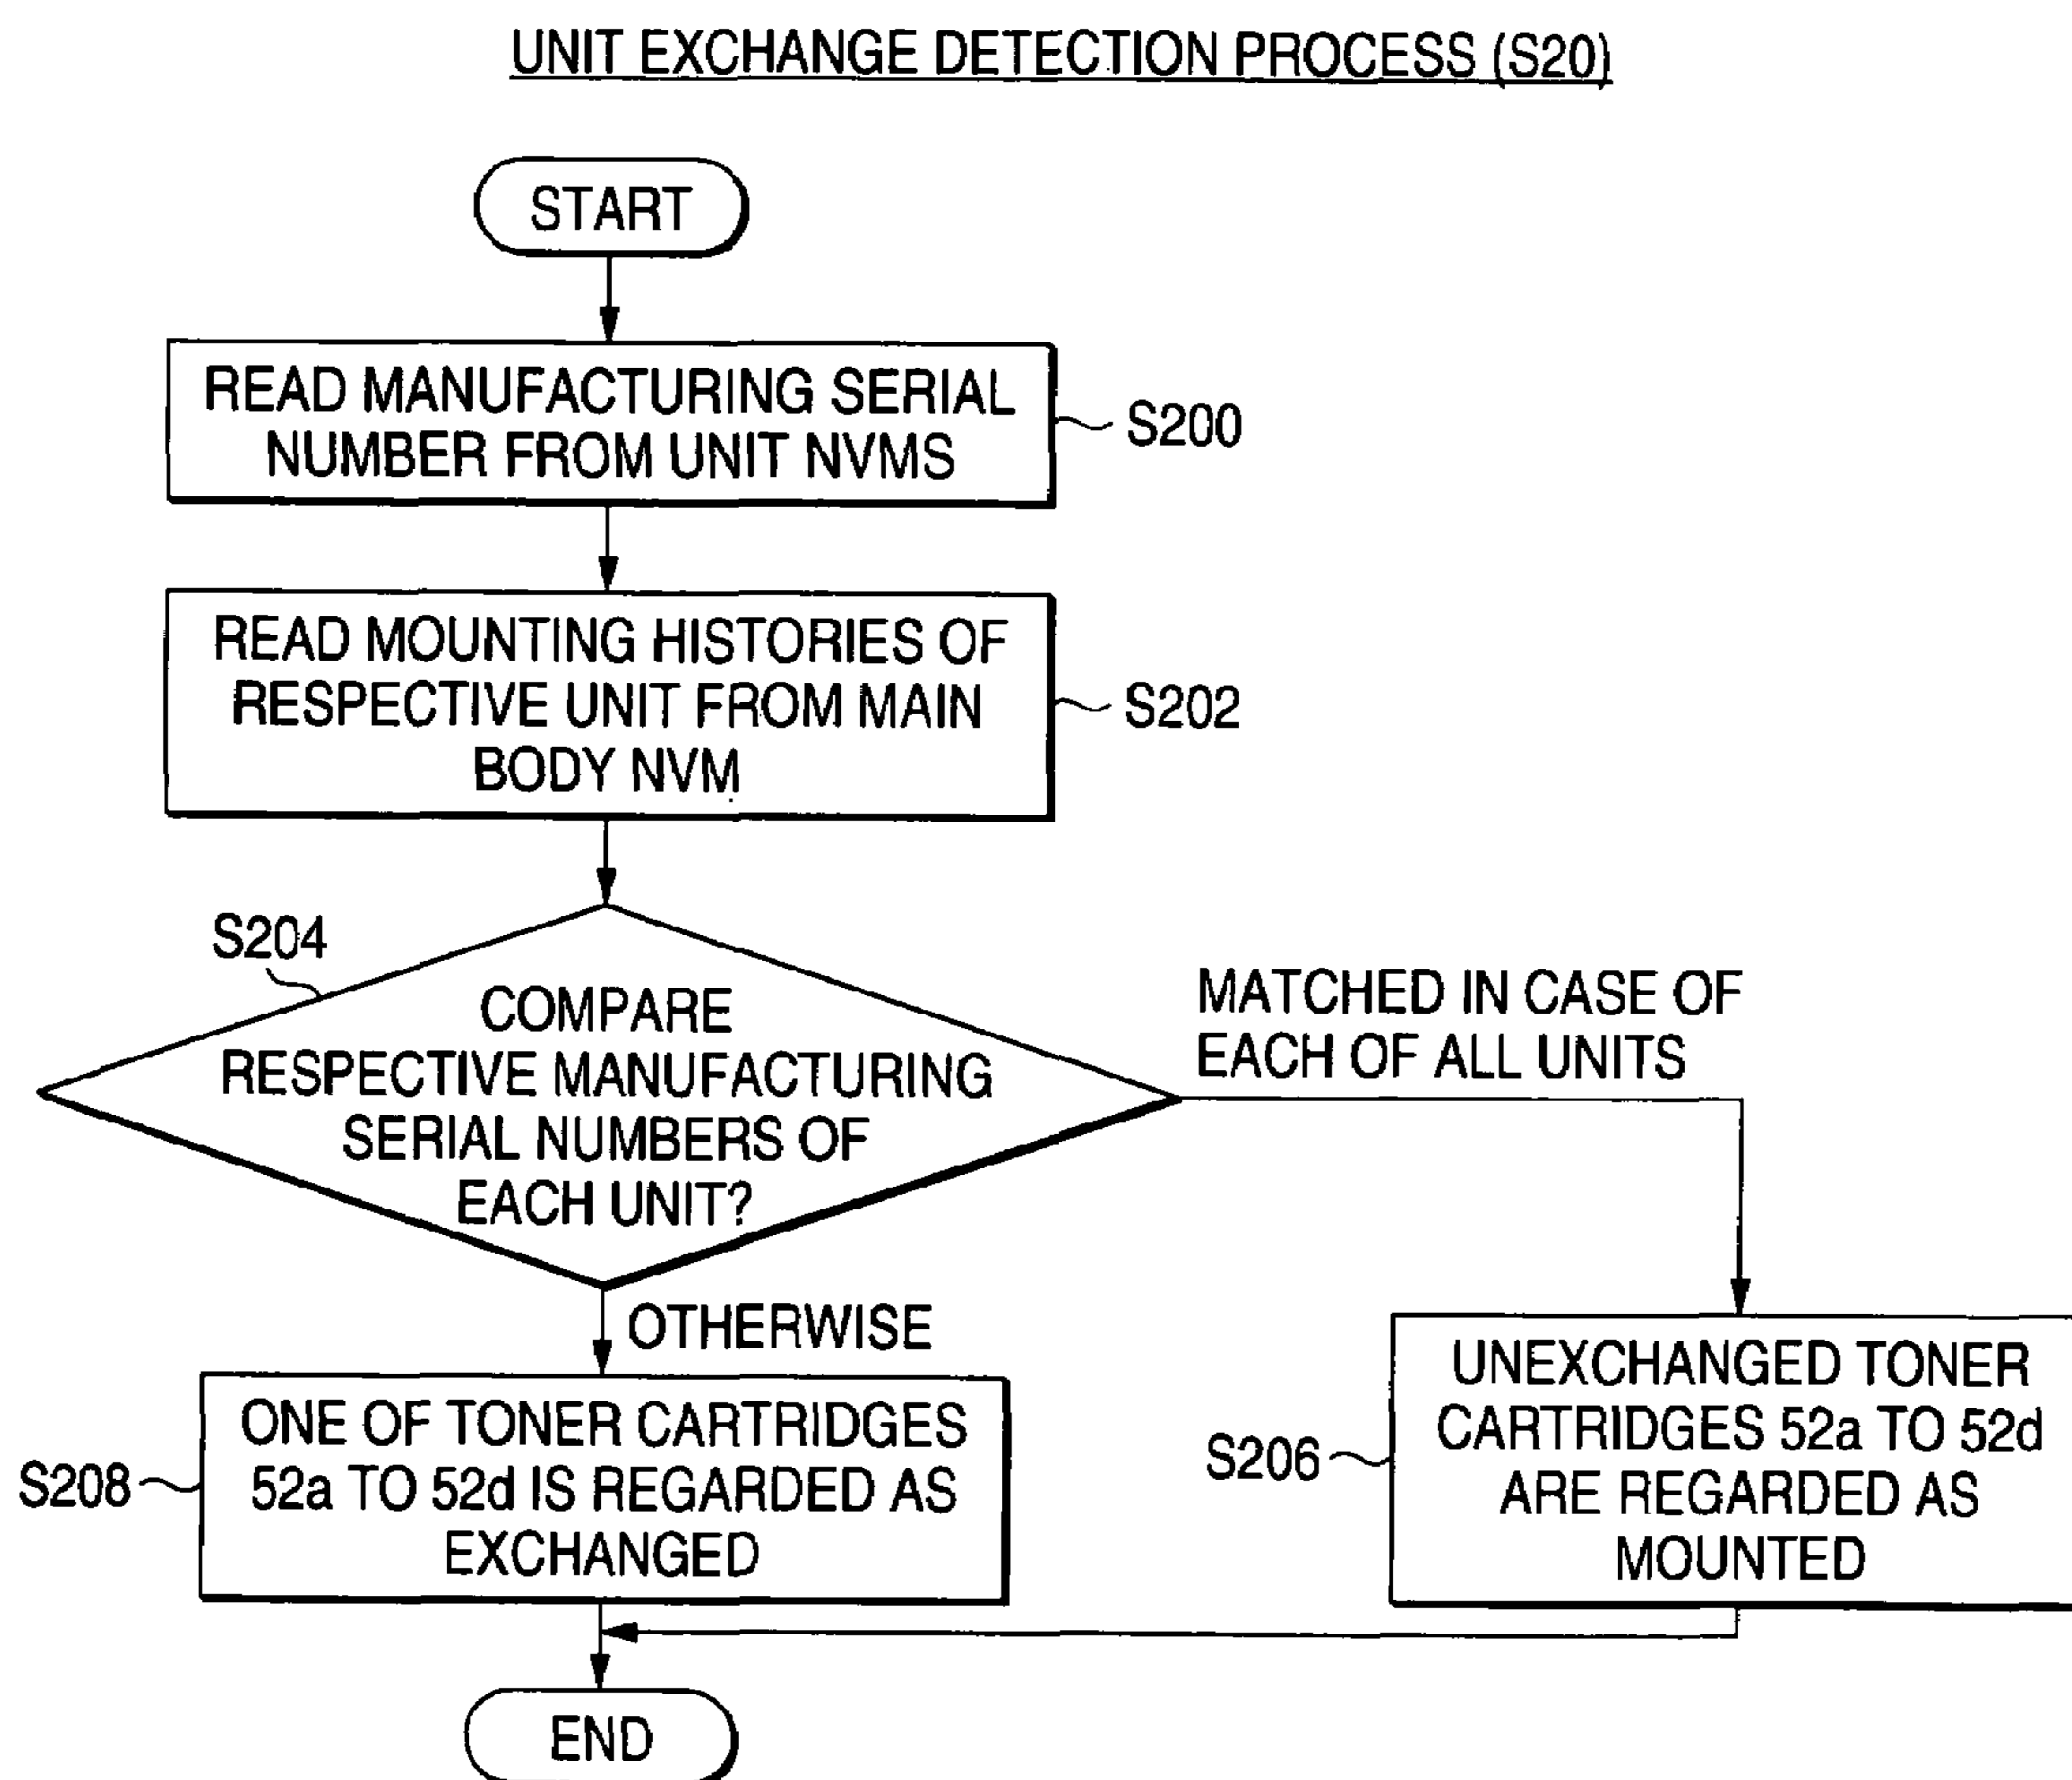 UNIT EXCHANGE DETECTION PROCESS (S20)
START
READ MANUFACTURING SERIAL
NUMBER FROM UNIT NVMS
S200
READ MOUNTING HISTORIES OF
RESPECTIVE UNIT FROM MAIN
BODY NVM
S202
S204
COMPARE
RESPECTIVE MANUFACTURING
SERIAL NUMBERS OF
EACH UNIT?
MATCHED IN CASE OF
EACH OF ALL UNITS
OTHERWISE
ONE OF TONER CARTRIDGES
52a TO 52d IS REGARDED AS
EXCHANGED
S208
UNEXCHANGED TONER
CARTRIDGES 52a TO 52d
ARE REGARDED AS
MOUNTED
S206
END